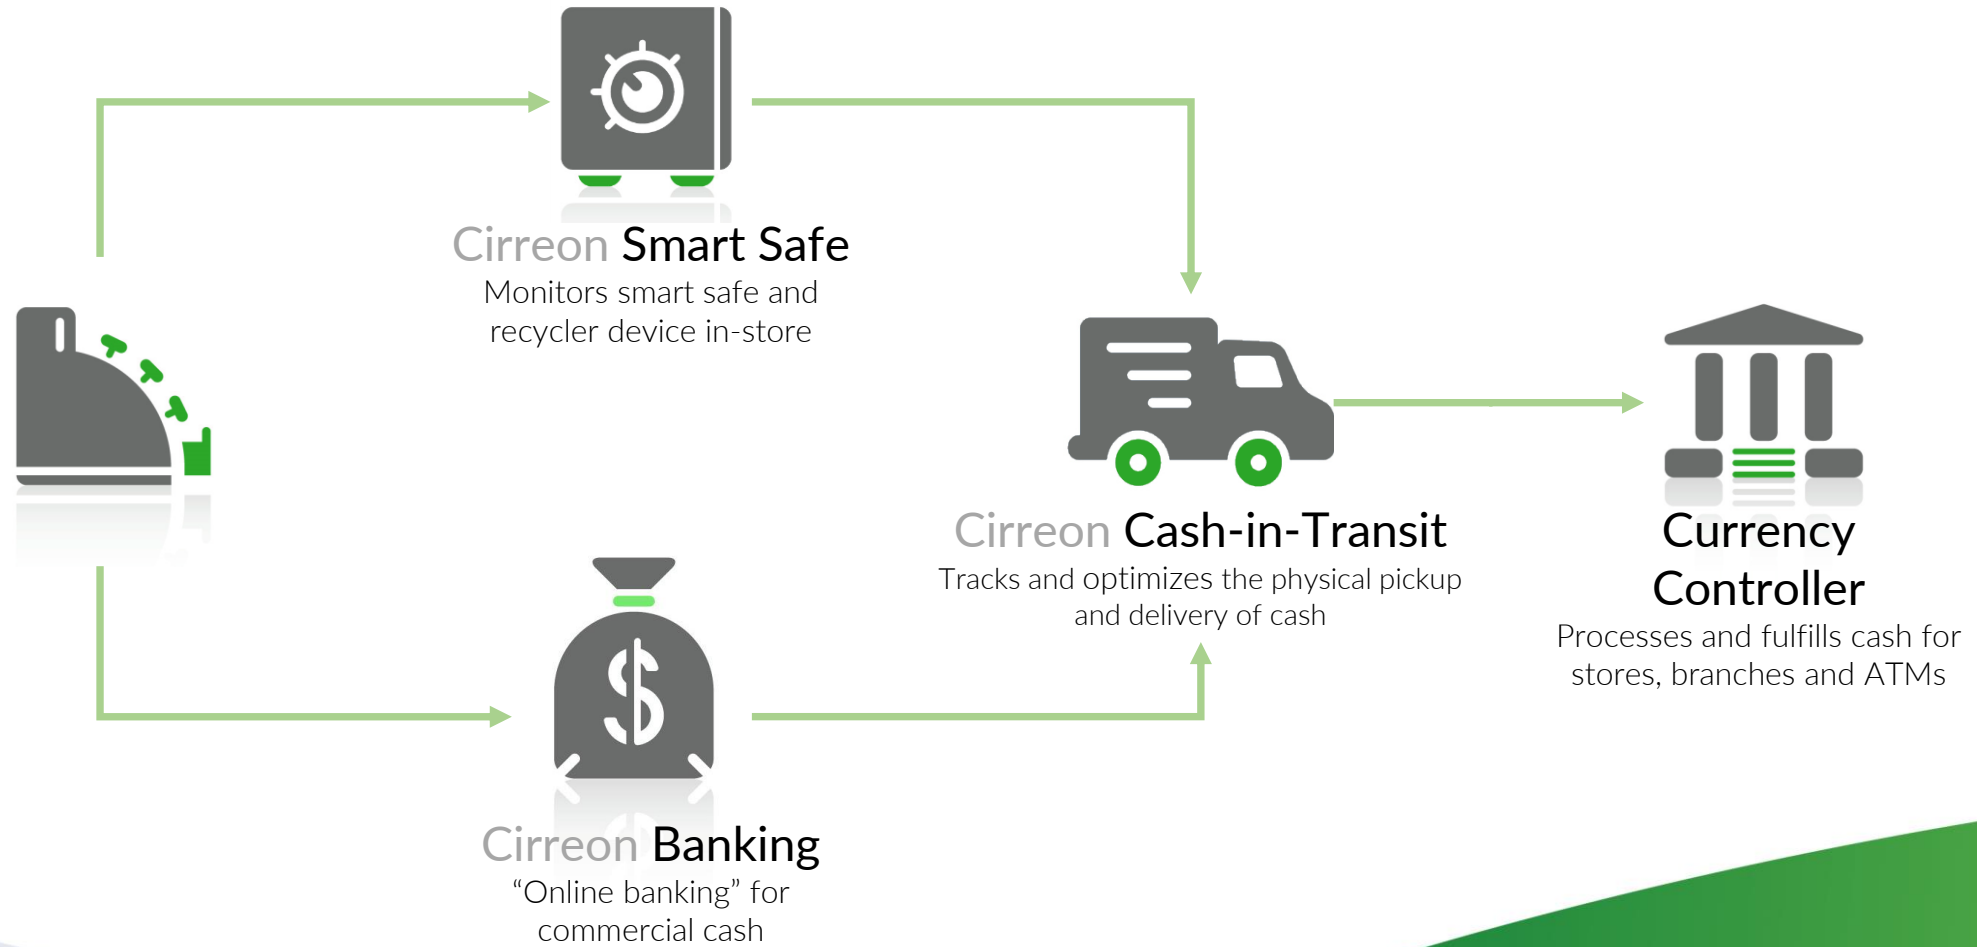 Cirreon Smart Safe
Monitors smart safe and
recycler device in-store
Cirreon Cash-in-Transit
Tracks and optimizes the physical pickup
and delivery of cash
Currency
Controller
Processes and fulfills cash for
stores, branches and ATMs
$
Cirreon Banking
“Online banking” for
commercial cash